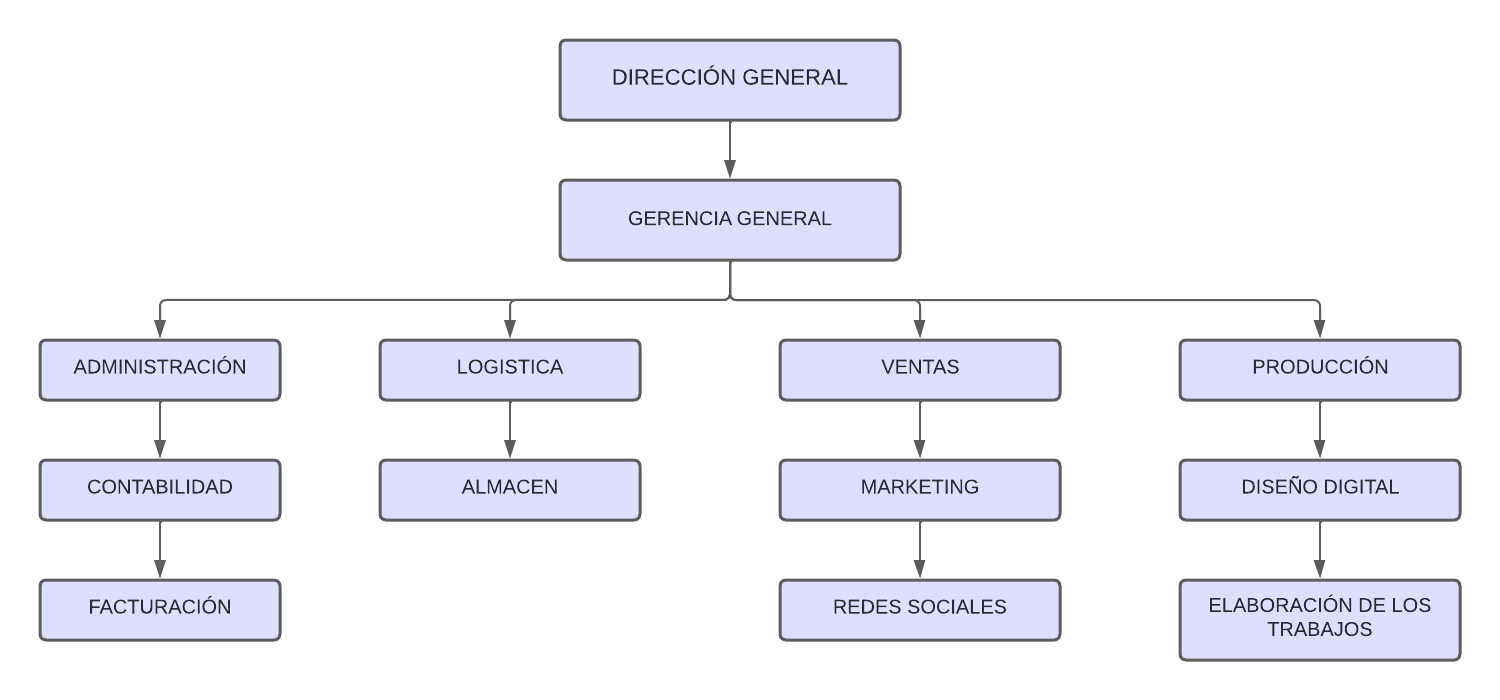 DIRECCIÓN GENERAL
GERENCIA GENERAL
ADMINISTRACIÓN
LOGISTICA
VENTAS
PRODUCCIÓN
CONTABILIDAD
ALMACEN
MARKETING
DISEÑO DIGITAL
FACTURACIÓN
REDES SOCIALES
ELABORACIÓN DE LOS
TRABAJOS